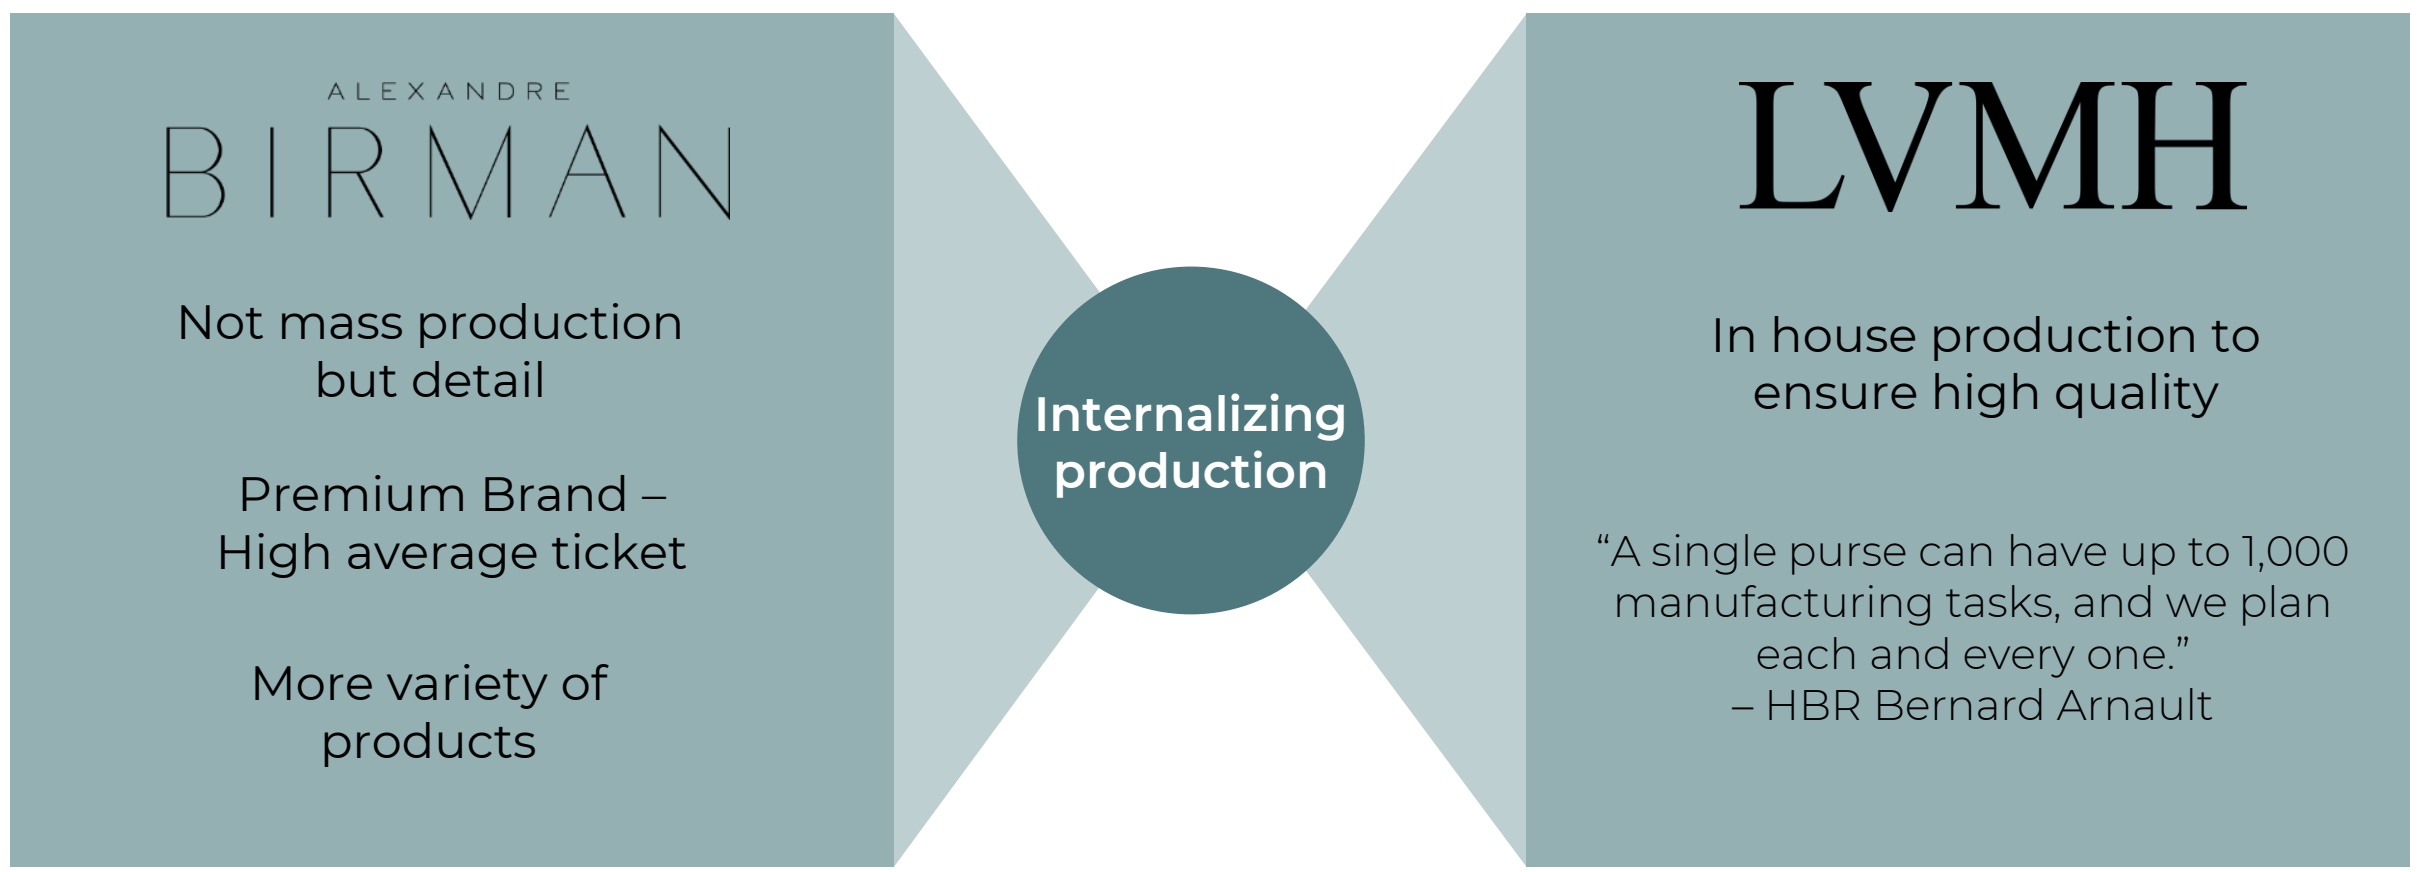 ALEXANDRE
BIRMAN
Not mass production
but detail
Premium Brand –
High average ticket
More variety of
products
Internalizing
production
LVMH
In house production to
ensure high quality
“A single purse can have up to 1,000
manufacturing tasks, and we plan
each and every one.”
– HBR Bernard Arnault